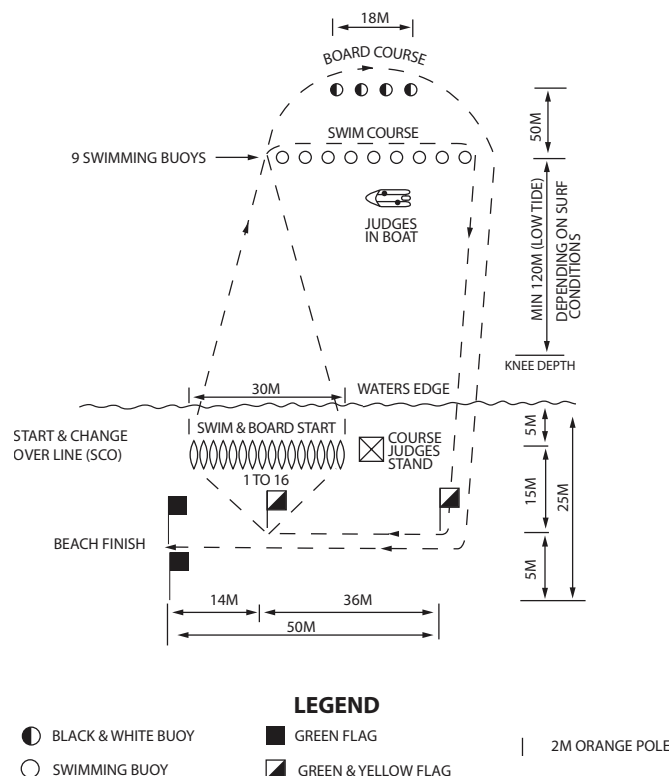 18M
BOARD COURSE
50M
SWIM COURSE
9 SWIMMING BUOYS
JUDGES
IN BOAT
MIN 120M (LOW TIDE)
DEPENDING ON SURF
CONDITIONS
KNEE DEPTH
30M
WATERS EDGE
START & CHANGE
OVER LINE (SCO)
SWIM & BOARD START
COURSE
JUDGES
STAND
1 TO 16
5M
15M
25M
BEACH FINISH
5M
14M
36M
50M
LEGEND
BLACK & WHITE BUOY
GREEN FLAG
2M ORANGE POLE
SWIMMING BUOY
GREEN & YELLOW FLAG